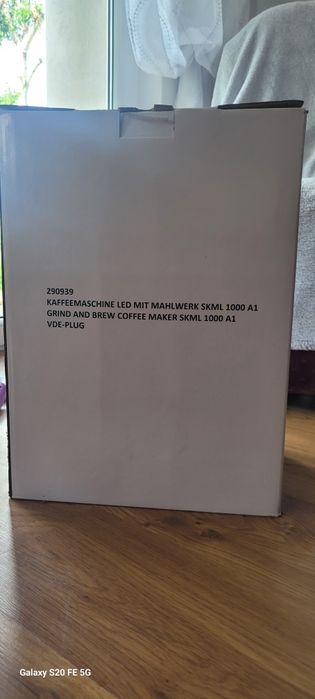 290939
KAFFEEMASCHINE LED MIT MAHLWERK SKML 1000 A1
GRIND AND BREW COFFEE MAKER SKML 1000 A1
VDE-PLUG
Galaxy S20 FE 5G